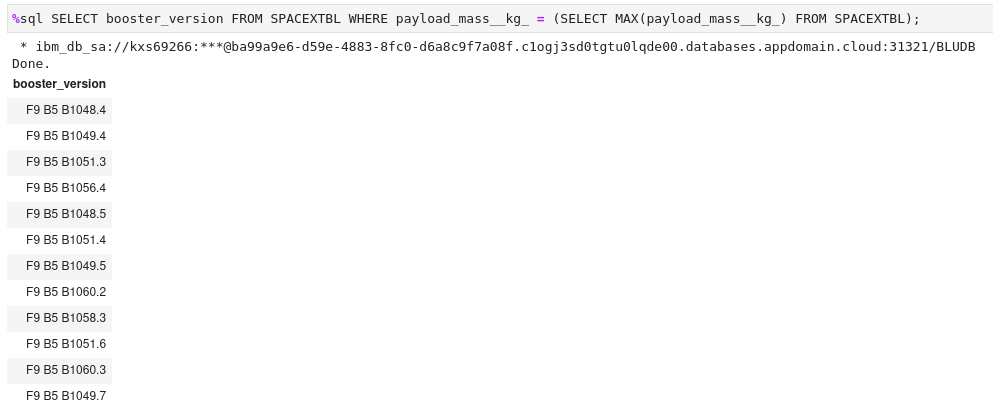 %sql SELECT booster_version FROM SPACEXTBL WHERE payload_mass__kg_ = (SELECT MAX(payload_mass__kg_) FROM SPACEXTBL);
* ibm_db_sa://kxs69266:***@ba99a9e6-d59e-4883-8fc0-d6a8c9f7a08f.c1ogj3sd0tgtu0lqde00.databases.appdomain.cloud:31321/BLUDB
Done.
booster_version
F9 B5 B1048.4
F9 B5 B1049.4
F9 B5 B1051.3
F9 B5 B1056.4
F9 B5 B1048.5
F9 B5 B1051.4
F9 B5 B1049.5
F9 B5 B1060.2
F9 B5 B1058.3
F9 B5 B1051.6
F9 B5 B1060.3
F9 B5 B1049.7